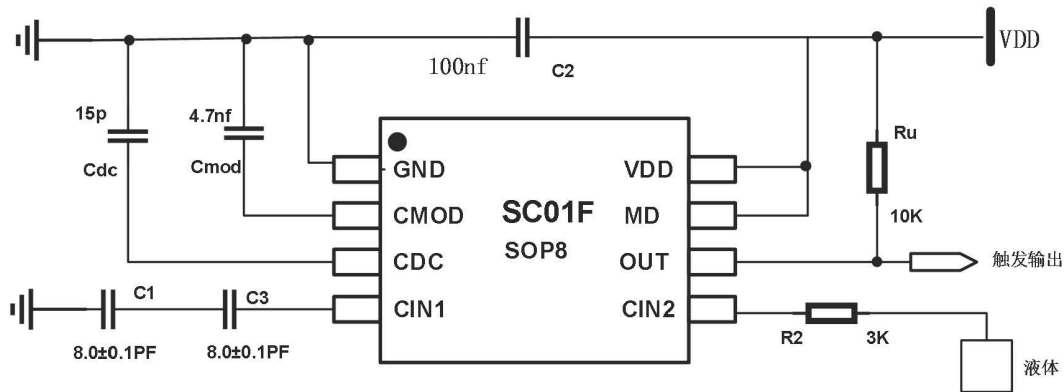 VDD
100nf
C2
15p
4.7nf
Cdc
Cmod
Ru
10K
GND
VDD
CMOD
SC01F
MD
SOP8
CDC
OUT
触发输出
C1
C3
CIN1
CIN2
8.0±0.1PF
8.0±0.1PF
R2
3K
液体